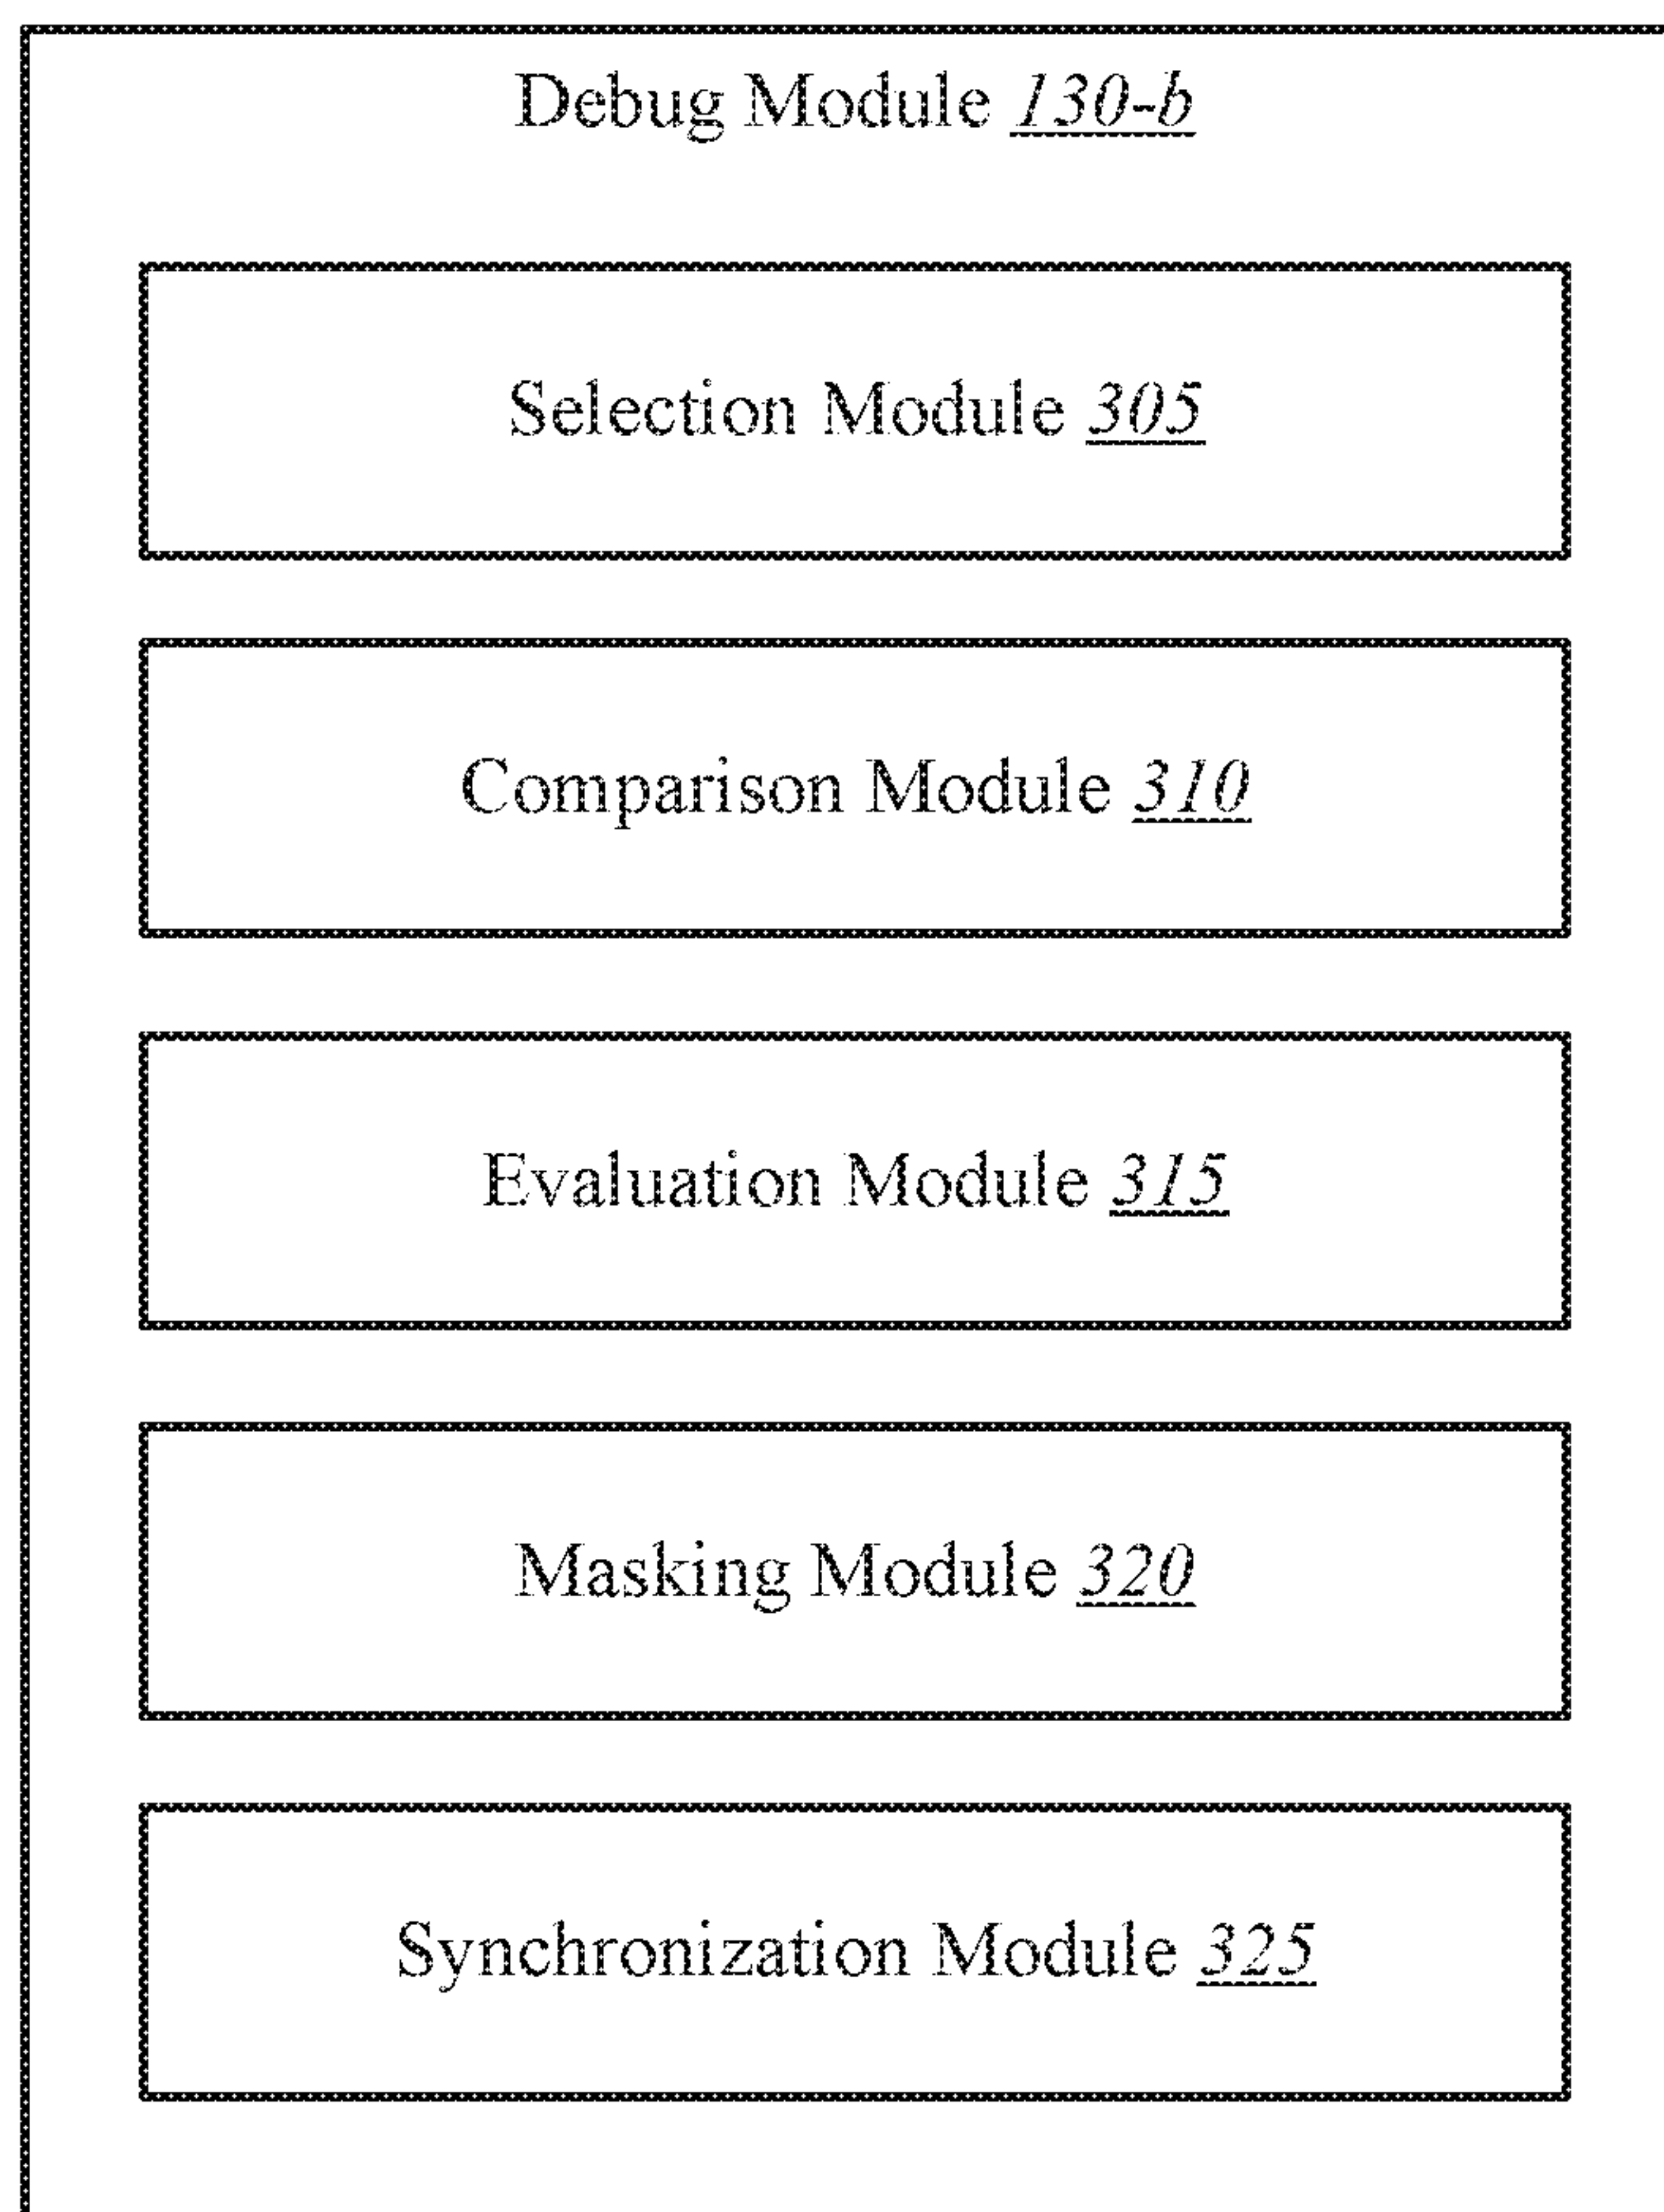 Debug Module 130-b
Selection Module 305
Comparison Module 310
Evaluation Module 315
Masking Module 320
Synchronization Module 325